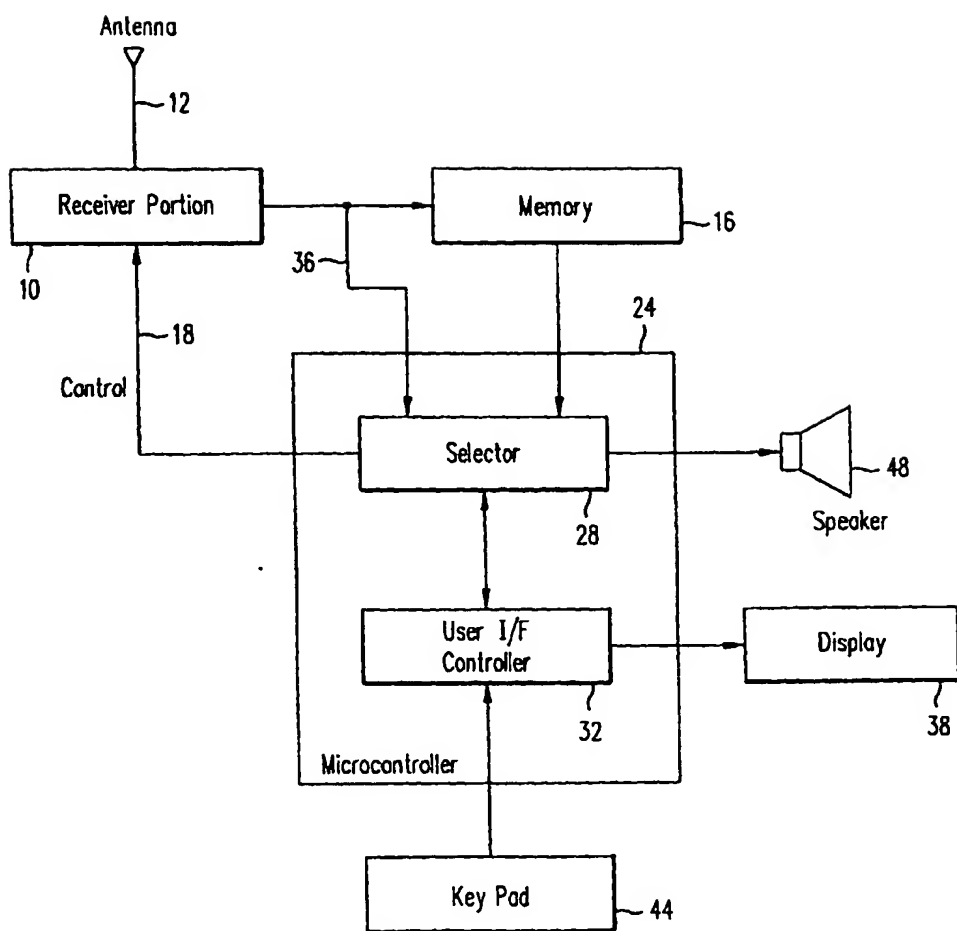 Antenna
12
Receiver Portion
Memory
10
36
16
18
24
Control
Selector
48
28
Speaker
User I/F
Controller
Display
32
38
Microcontroller
Key Pad
44